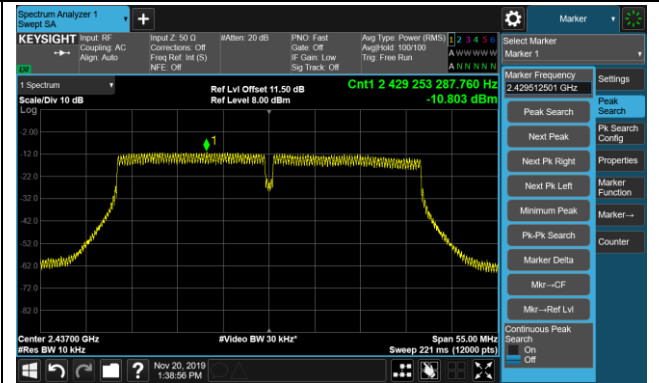 Spectrum Analyzer 1
Swept SA
Marker
KEYSIGHT
Input: RF
Coupling: AC
Align: Auto
Input Z: 50 Ω
Corrections: Off
Freq Ref: Int (S)
NFE: Off
#Atten: 20 dB
PNO: Fast
Gate: Off
IF Gain: Low
Sig Track: Off
Avg Type: Power (RMS)
Avg|Hold: 100/100
Trig: Free Run
1 2 3 4 5 6
A W W W W W
A N N N N N
Select Marker
Marker 1
1 Spectrum
Scale/Div 10 dB
Log
Ref Lvl Offset 11.50 dB
Ref Level 8.00 dBm
Cnt1 2 429 253 287.760 Hz
-10.803 dBm
-2.00
-12.0
-22.0
-32.0
-42.0
-52.0
-62.0
-72.0
-82.0
1
Center 2.43700 GHz
#Res BW 10 kHz
#Video BW 30 kHz*
Span 55.00 MHz
Sweep 221 ms (12000 pts)
Marker Frequency
2.429512501 GHz
Peak Search
Next Peak
Next Pk Right
Next Pk Left
Minimum Peak
Pk-Pk Search
Marker Delta
Mkr→CF
Mkr→Ref Lvl
Continuous Peak
Search
On
Off
Settings
Peak
Search
Pk Search
Config
Properties
Marker
Function
Marker→
Counter
Nov 20, 2019
1:38:56 PM